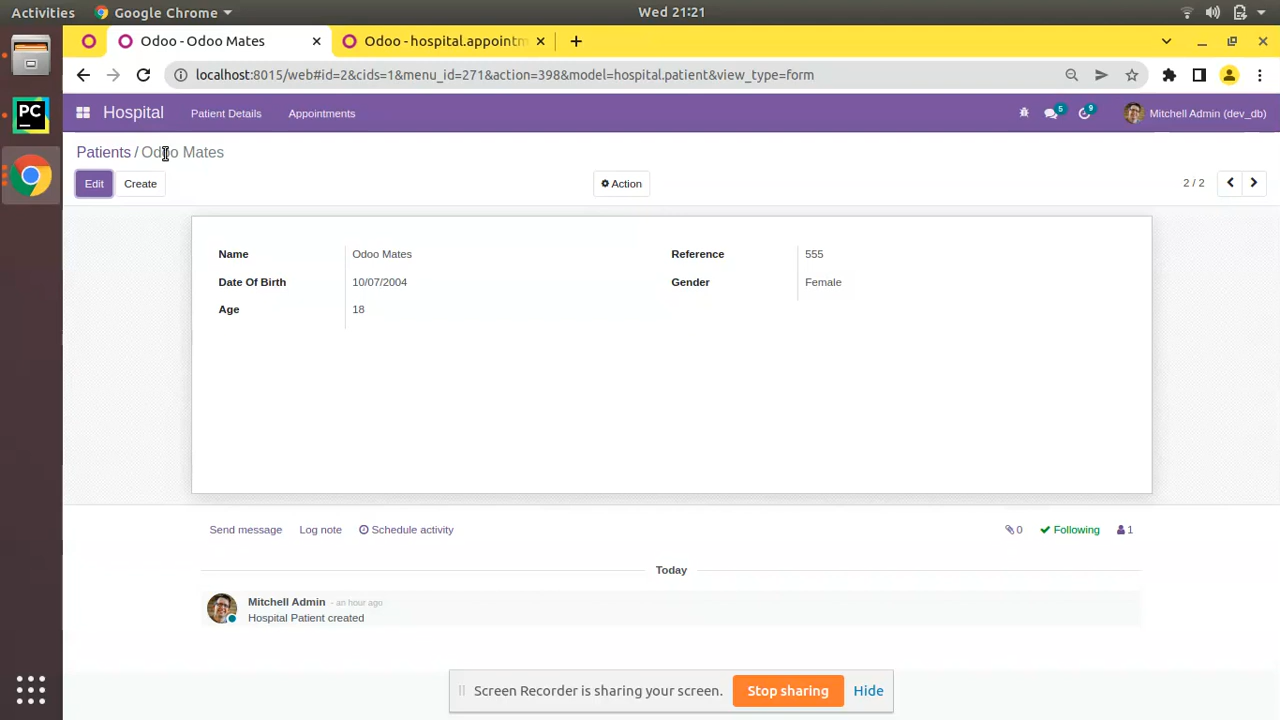 Activities Google Chrome Wed 21:21
Odoo - Odoo Mates Odoo - hospital.appointm
localhost:8015/web#id=2&cids=1&menu_id=271&action=398&model=hospital.patient&view_type=form
Hospital Patient Details Appointments 5 9 Mitchell Admin (dev_db)
Patients / Odoo Mates
Edit Create Action 2 / 2
Name Odoo Mates Reference 555
Date Of Birth 10/07/2004 Gender Female
Age 18
Send message Log note Schedule activity 0 Following 1
Today
Mitchell Admin - an hour ago
Hospital Patient created
Screen Recorder is sharing your screen. Stop sharing Hide
PC